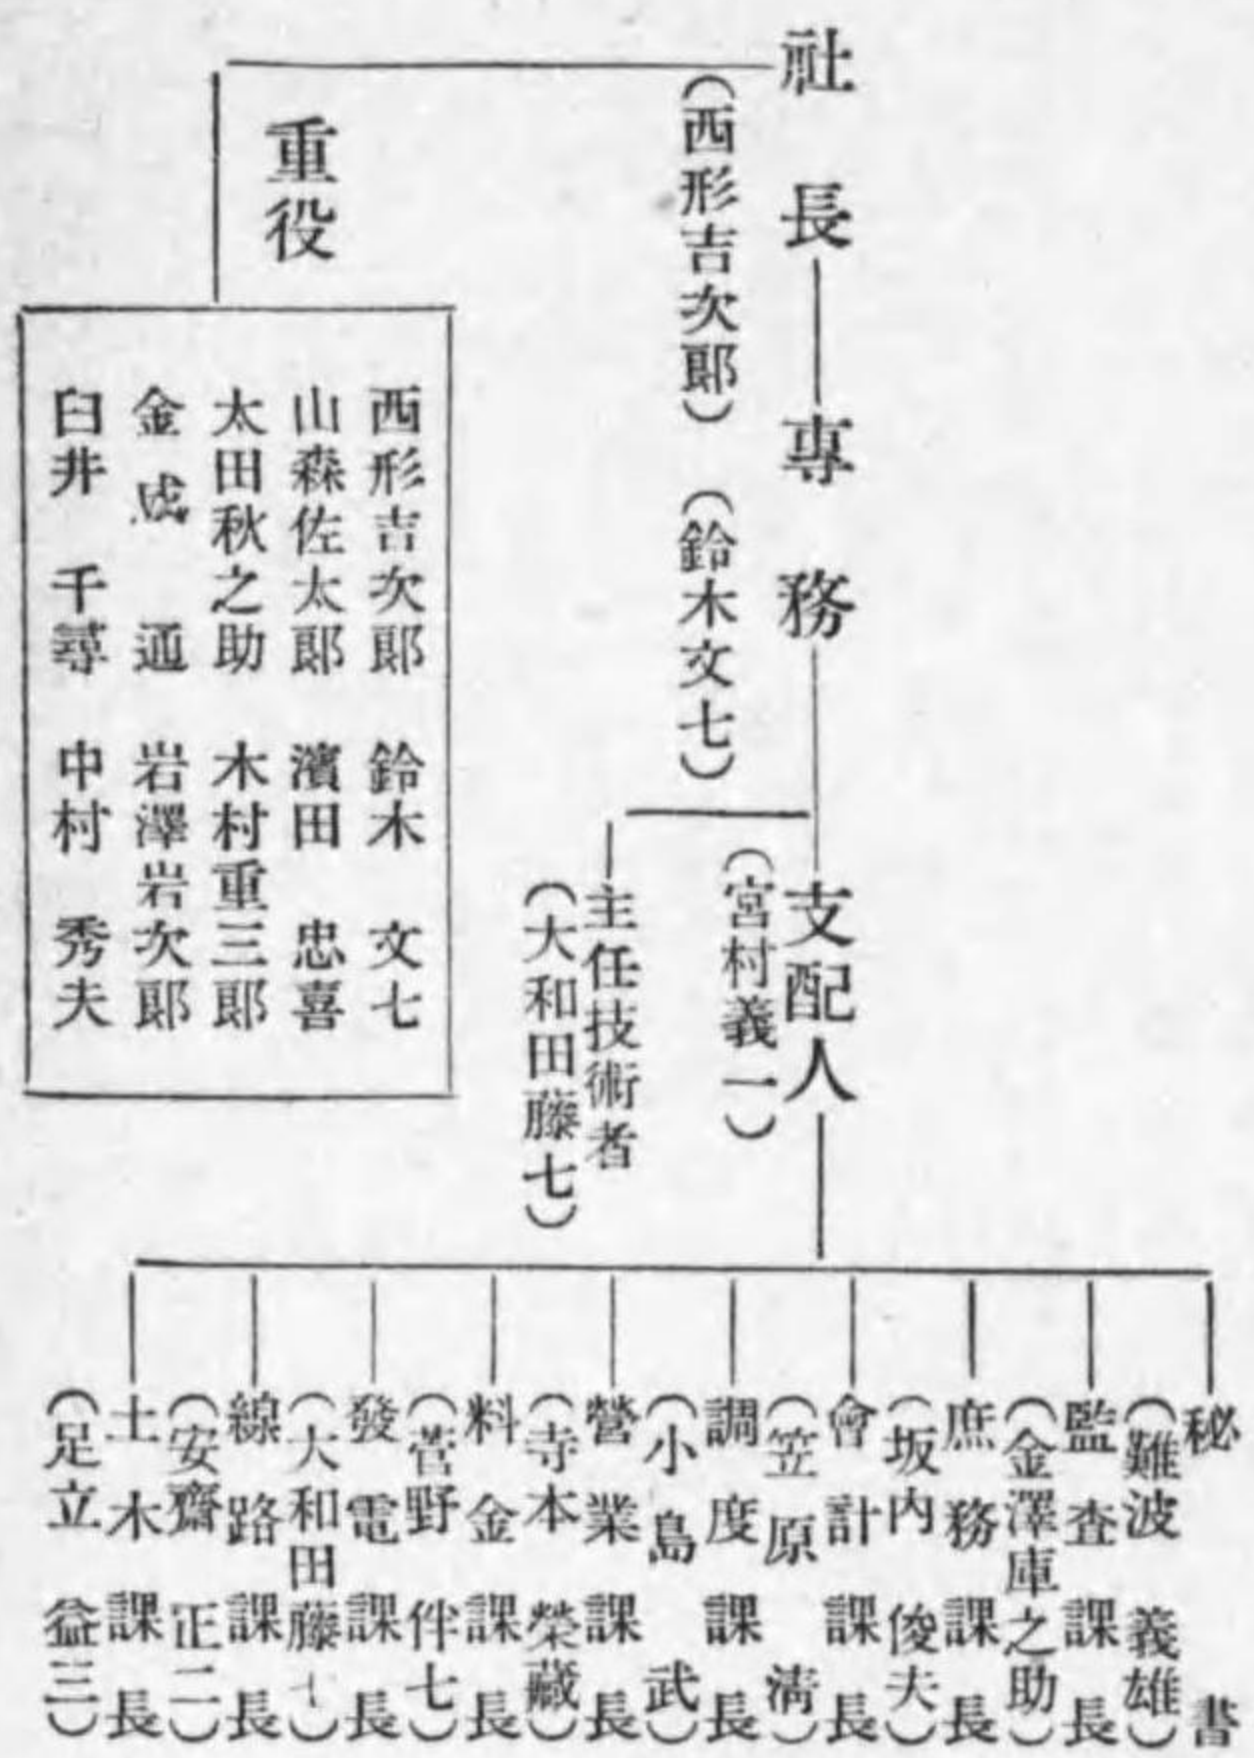 社長
專務
(西形吉次郎)
(鈴木文七)
支配人
(宮村義一)
主任技術者
(大和田藤七)
重役
西形吉次郎 鈴木文七
山森佐太郎 濱田忠喜
太田秋之助 木村重三郎
金成通 岩澤岩次郎
臼井千尋 中村秀夫
秘書
(難波義雄)
監査課長
(金澤庫之助)
庶務課長
(坂内俊夫)
會計課長
(笠原淸)
調度課長
(小島武)
營業課長
(寺本榮藏)
料金課長
(菅野伴七)
發電課長
(大和田藤七)
線路課長
(安齋正二)
土木課長
(足立益三)